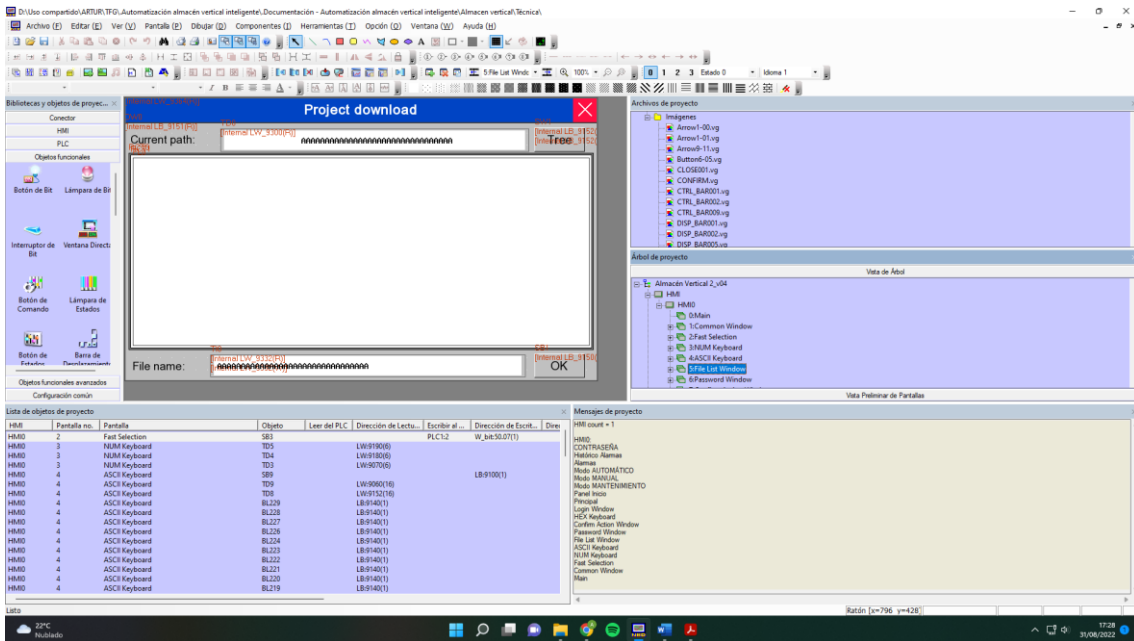 D:\Uso compartido\ARTUR\TFG\.Automatización almacén vertical inteligente\.Documentación - Automatización almacén vertical inteligente\Almacen vertical\Técnica\
Archivo (F) Editar (E) Ver (V) Pantalla (P) Dibujar (D) Componentes (I) Herramientas (T) Opción (O) Ventana (W) Ayuda (H)
5:File List Windc 100% 0 1 2 3 Estado 0 Idioma 1
Bibliotecas y objetos de proyec...
Conector
HMI
PLC
Objetos funcionales
Botón de Bit Lámpara de Bit
Interruptor de Bit Ventana Directa
Botón de Comando Lámpara de Estados
Botón de Estados Barra de Desplazamiento
Objetos funcionales avanzados
Configuración común
Project download
Internal LB_9151(RI)]
Current path:
[Internal LW_9300(RI)]
AAAAAAAAAAAAAAAAAAAAAAAAAAAAAAAA
Tree
[Internal LB_9152(
File name:
[Internal LW_9332(RI)]
AAAAAAAAAAAAAAAAAAAAAAAAAAAAAAAA
[Internal LB_9150(
OK
Archivos de proyecto
Imágenes
Arrow1-00.vg
Arrow1-01.vg
Arrow9-11.vg
Button6-05.vg
CLOSE001.vg
CONFIRM.vg
CTRL_BAR001.vg
CTRL_BAR002.vg
CTRL_BAR009.vg
DISP_BAR001.vg
DISP_BAR002.vg
DISP_BAR005.vg
Árbol de proyecto
Vista de Árbol
Almacén Vertical 2_v04
HMI
HMI0
0:Main
1:Common Window
2:Fast Selection
3:NUM Keyboard
4:ASCII Keyboard
5:File List Window
6:Password Window
Vista Preliminar de Pantallas
Lista de objetos de proyecto
HMI Pantalla no. Pantalla Objeto Leer del PLC Dirección de Lectu... Escribir al ... Dirección de Escrit... Direc
HMI0 2 Fast Selection SB3 PLC1:2 W_bit:50.07(1)
HMI0 3 NUM Keyboard TD5 LW:9190(6)
HMI0 3 NUM Keyboard TD4 LW:9180(6)
HMI0 3 NUM Keyboard TD3 LW:9070(6)
HMI0 4 ASCII Keyboard SB9 LB:9100(1)
HMI0 4 ASCII Keyboard TD9 LW:9060(16)
HMI0 4 ASCII Keyboard TD8 LW:9152(16)
HMI0 4 ASCII Keyboard BL229 LB:9140(1)
HMI0 4 ASCII Keyboard BL228 LB:9140(1)
HMI0 4 ASCII Keyboard BL227 LB:9140(1)
HMI0 4 ASCII Keyboard BL226 LB:9140(1)
HMI0 4 ASCII Keyboard BL224 LB:9140(1)
HMI0 4 ASCII Keyboard BL223 LB:9140(1)
HMI0 4 ASCII Keyboard BL222 LB:9140(1)
HMI0 4 ASCII Keyboard BL221 LB:9140(1)
HMI0 4 ASCII Keyboard BL220 LB:9140(1)
HMI0 4 ASCII Keyboard BL219 LB:9140(1)
Mensajes de proyecto
HMI count = 1
HMI0:
CONTRASEÑA
Histórico Alarmas
Alarmas
Modo AUTOMÁTICO
Modo MANUAL
Modo MANTENIMIENTO
Panel Inicio
Principal
Login Window
HEX Keyboard
Confirm Action Window
Password Window
File List Window
ASCII Keyboard
NUM Keyboard
Fast Selection
Common Window
Main
Listo
Ratón [x=796 y=428]
22°C
Nublado
17:28
31/08/2022